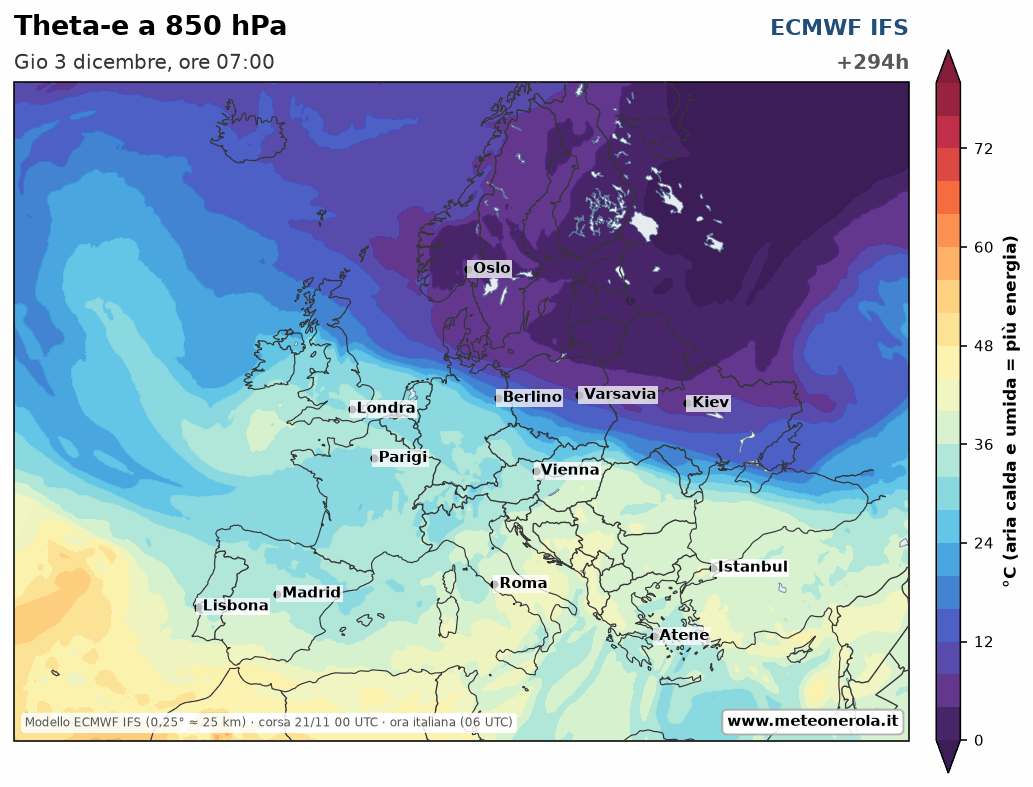 Theta-e a 850 hPa
ECMWF IFS
Gio 3 dicembre, ore 07:00
+294h
72
60
48
36
24
12
0
°C (aria calda e umida = più energia)
Oslo
Berlino
Varsavia
Kiev
Londra
Parigi
Vienna
Istanbul
Roma
Madrid
Lisbona
Atene
Modello ECMWF IFS (0,25° ≈ 25 km) · corsa 21/11 00 UTC · ora italiana (06 UTC)
www.meteonerola.it